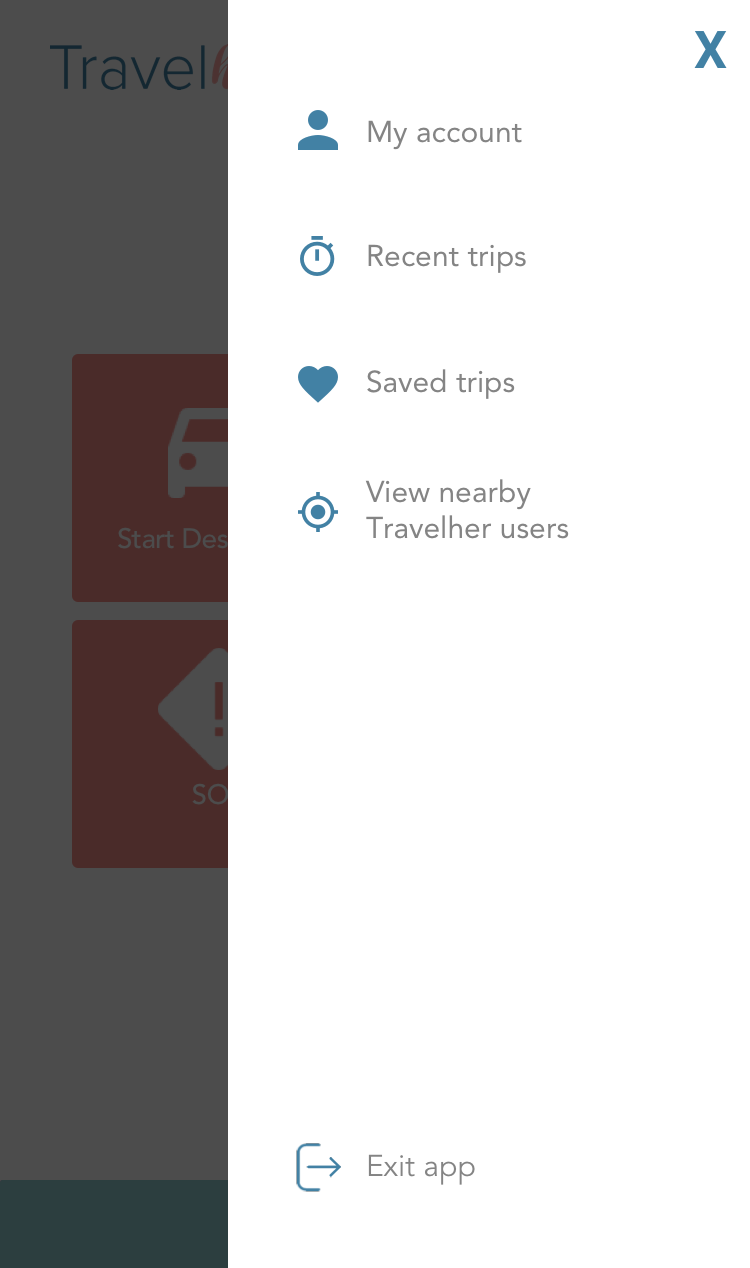 Travel
X
My account
Recent trips
Saved trips
View nearby
Travelher users
Start Des
!
SO
Exit app